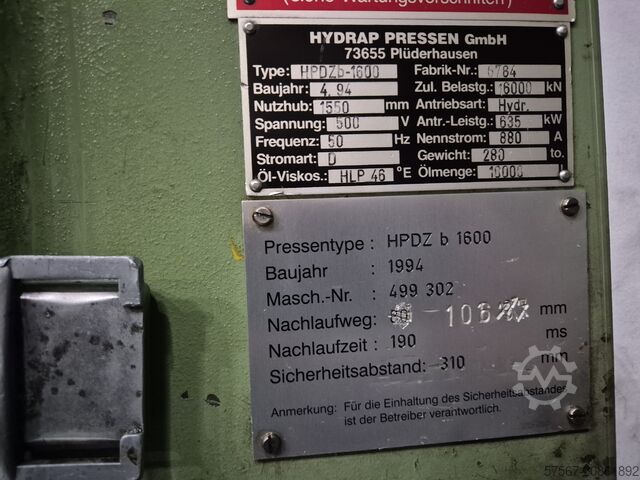 (Siehe Wartungsvorschriften)
HYDRAP PRESSEN GmbH
73655 Plüderhausen
Type: HPDZb-1600 Fabrik-Nr.: 6784
Baujahr: 4.94 Zul. Belastg.: 16000 kN
Nutzhub: 1550 mm Antriebsart: Hydr.
Spannung: 500 V Antr.-Leistg.: 635 kW
Frequenz: 50 Hz Nennstrom: 880 A
Stromart: D Gewicht: 280 to.
Öl-Viskos.: HLP 46 °E Ölmenge: 10000
Pressentype : HPDZ b 1600
Baujahr : 1994
Masch.-Nr. : 499 302
Nachlaufweg: mm
Nachlaufzeit : 190 ms
Sicherheitsabstand: 310 mm
Anmerkung: Für die Einhaltung des Sicherheitsabstandes
ist der Betreiber verantwortlich.